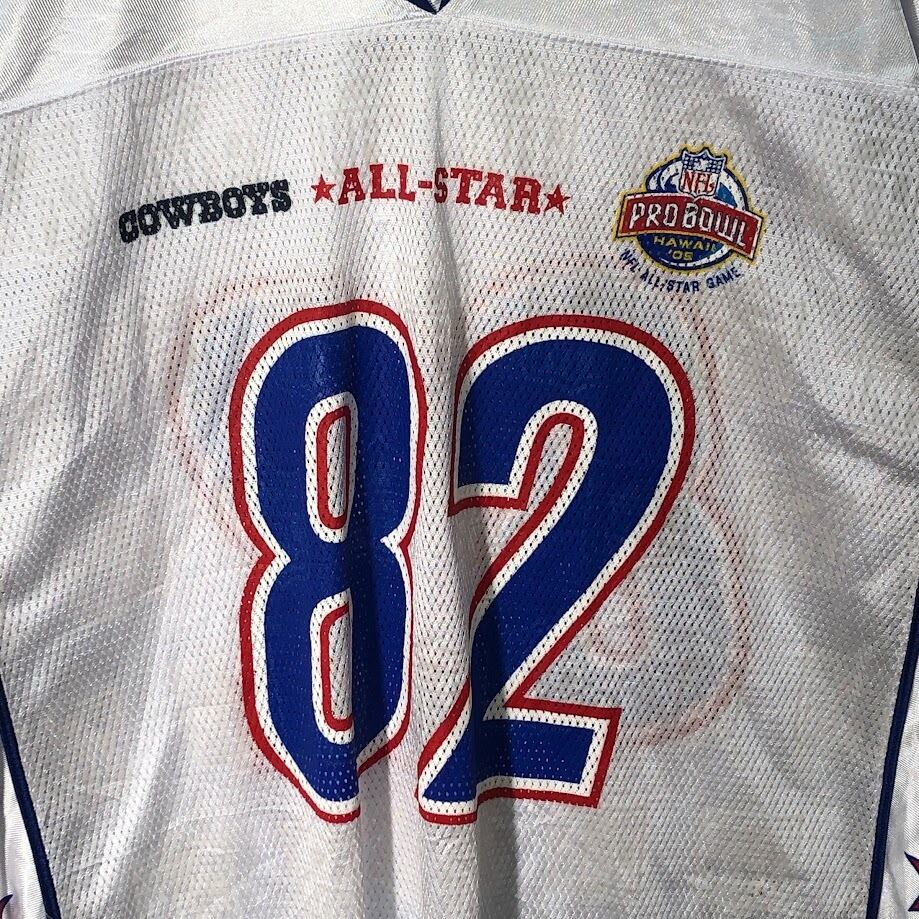 COWBOYS ★ALL-STAR★
NFL
PRO BOWL
HAWAII
'05
NFL ALL-STAR GAME
82